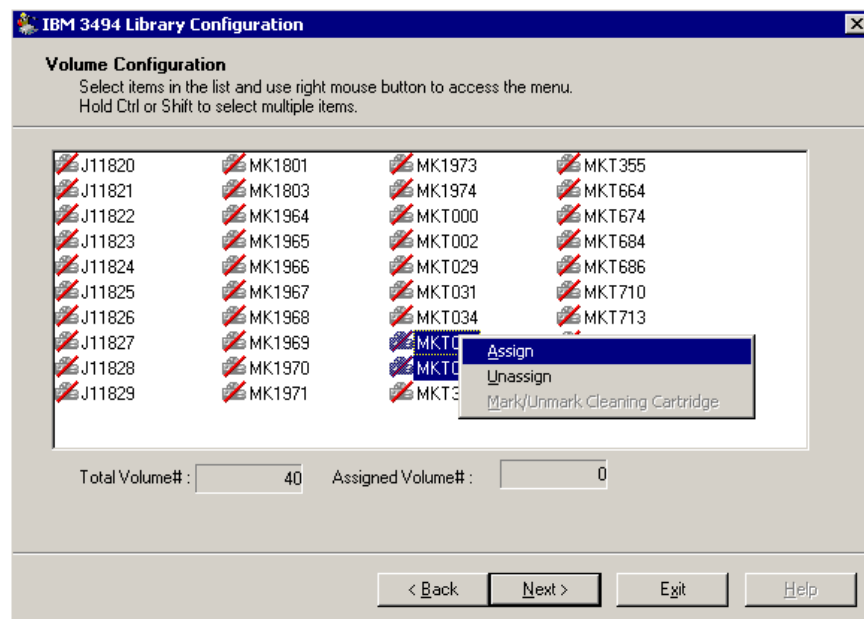 IBM 3494 Library Configuration
Volume Configuration
Select items in the list and use right mouse button to access the menu.
Hold Ctrl or Shift to select multiple items.
J11820 MK1801 MK1973 MKT355
J11821 MK1803 MK1974 MKT664
J11822 MK1964 MKT000 MKT674
J11823 MK1965 MKT002 MKT684
J11824 MK1966 MKT029 MKT686
J11825 MK1967 MKT031 MKT710
J11826 MK1968 MKT034 MKT713
J11827 MK1969
J11828 MK1970
J11829 MK1971
Assign
Unassign
Mark/Unmark Cleaning Cartridge
Total Volume# : 40 Assigned Volume# : 0
< Back Next > Exit Help